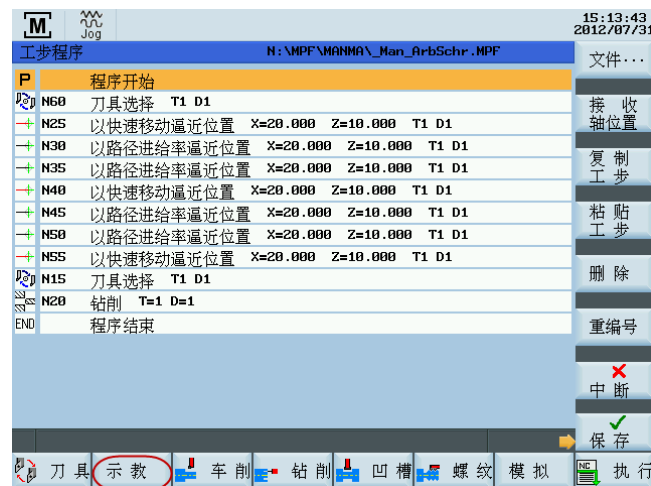 M
Jog
15:13:43
2012/07/31
工步程序 N:\MPF\MANMA\_Man_ArbSchr.MPF
P 程序开始
N60 刀具选择 T1 D1
N25 以快速移动逼近位置 X=20.000 Z=10.000 T1 D1
N30 以路径进给率逼近位置 X=20.000 Z=10.000 T1 D1
N35 以路径进给率逼近位置 X=20.000 Z=10.000 T1 D1
N40 以快速移动逼近位置 X=20.000 Z=10.000 T1 D1
N45 以路径进给率逼近位置 X=20.000 Z=10.000 T1 D1
N50 以路径进给率逼近位置 X=20.000 Z=10.000 T1 D1
N55 以快速移动逼近位置 X=20.000 Z=10.000 T1 D1
N15 刀具选择 T1 D1
N20 钻削 T=1 D=1
END 程序结束
文件···
接收
轴位置
复制
工步
粘贴
工步
删除
重编号
中断
保存
刀具 示教 车削 钻削 凹槽 螺纹 模拟 NC 执行